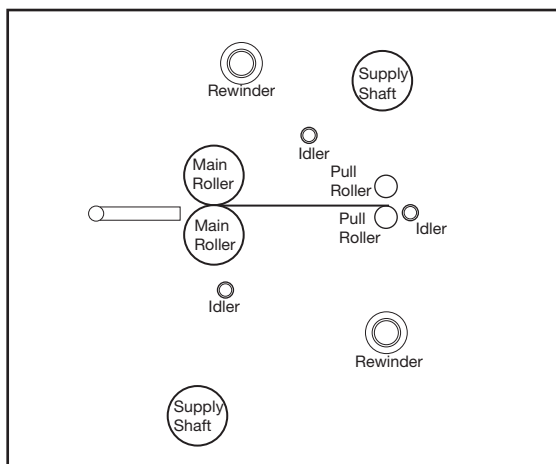 Supply
Shaft
Rewinder
Idler
Main
Roller
Pull
Roller
Main
Roller
Pull
Roller
Idler
Idler
Rewinder
Supply
Shaft